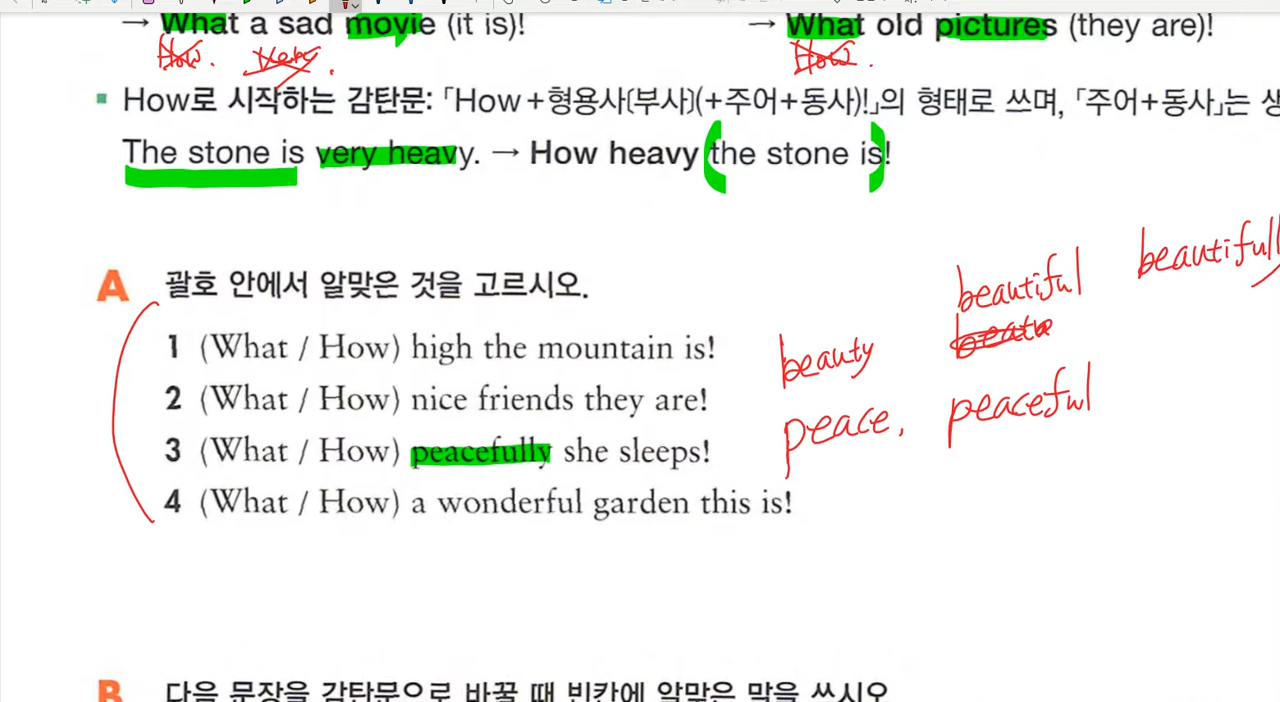 → What a sad movie (it is)!
→ What old pictures (they are)!
How. very.
How.
▪ How로 시작하는 감탄문: 「How+형용사[부사](+주어+동사)!」의 형태로 쓰며, 「주어+동사」는 생
The stone is very heavy. → How heavy the stone is!
beautiful beautifully
A 괄호 안에서 알맞은 것을 고르시오.
1 (What / How) high the mountain is!
beauty
2 (What / How) nice friends they are!
peace, peaceful
3 (What / How) peacefully she sleeps!
4 (What / How) a wonderful garden this is!
B 다음 문장을 감탄문으로 바꿀 때 빈칸에 알맞은 말을 쓰시오